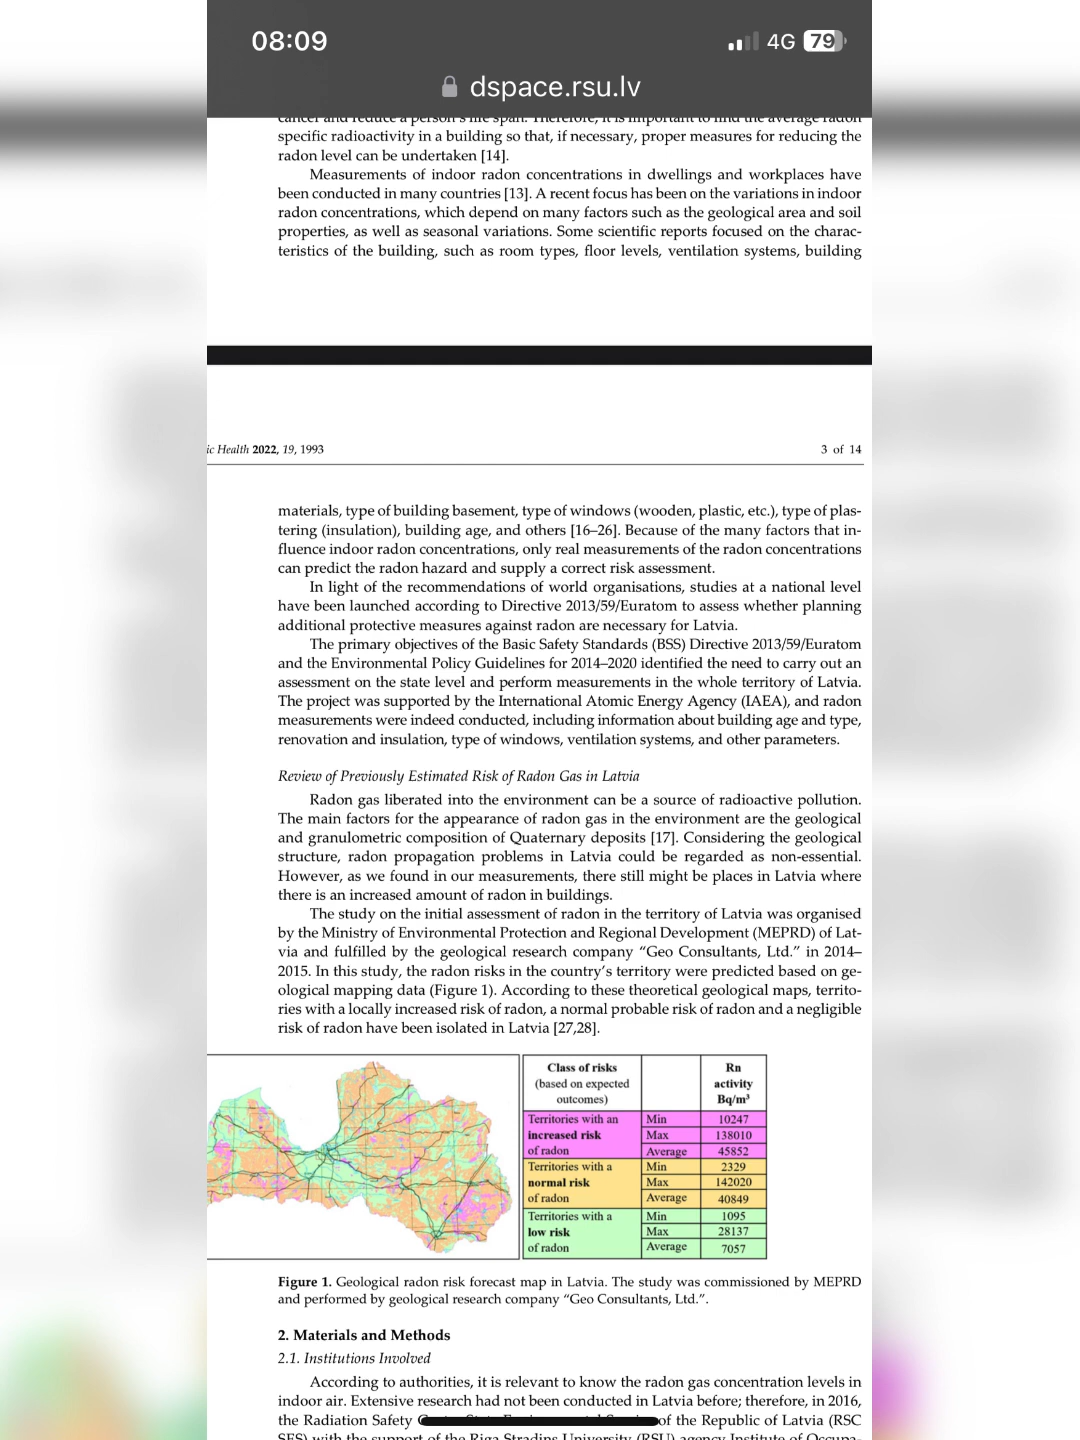 08:09
4G 79
dspace.rsu.lv
cancer and reduce a person's life span. Therefore, it is important to find the average radon
specific radioactivity in a building so that, if necessary, proper measures for reducing the
radon level can be undertaken [14].
Measurements of indoor radon concentrations in dwellings and workplaces have
been conducted in many countries [13]. A recent focus has been on the variations in indoor
radon concentrations, which depend on many factors such as the geological area and soil
properties, as well as seasonal variations. Some scientific reports focused on the charac-
teristics of the building, such as room types, floor levels, ventilation systems, building
ic Health 2022, 19, 1993
3 of 14
materials, type of building basement, type of windows (wooden, plastic, etc.), type of plas-
tering (insulation), building age, and others [16–26]. Because of the many factors that in-
fluence indoor radon concentrations, only real measurements of the radon concentrations
can predict the radon hazard and supply a correct risk assessment.
In light of the recommendations of world organisations, studies at a national level
have been launched according to Directive 2013/59/Euratom to assess whether planning
additional protective measures against radon are necessary for Latvia.
The primary objectives of the Basic Safety Standards (BSS) Directive 2013/59/Euratom
and the Environmental Policy Guidelines for 2014–2020 identified the need to carry out an
assessment on the state level and perform measurements in the whole territory of Latvia.
The project was supported by the International Atomic Energy Agency (IAEA), and radon
measurements were indeed conducted, including information about building age and type,
renovation and insulation, type of windows, ventilation systems, and other parameters.
Review of Previously Estimated Risk of Radon Gas in Latvia
Radon gas liberated into the environment can be a source of radioactive pollution.
The main factors for the appearance of radon gas in the environment are the geological
and granulometric composition of Quaternary deposits [17]. Considering the geological
structure, radon propagation problems in Latvia could be regarded as non-essential.
However, as we found in our measurements, there still might be places in Latvia where
there is an increased amount of radon in buildings.
The study on the initial assessment of radon in the territory of Latvia was organised
by the Ministry of Environmental Protection and Regional Development (MEPRD) of Lat-
via and fulfilled by the geological research company “Geo Consultants, Ltd.” in 2014–
2015. In this study, the radon risks in the country's territory were predicted based on ge-
ological mapping data (Figure 1). According to these theoretical geological maps, territo-
ries with a locally increased risk of radon, a normal probable risk of radon and a negligible
risk of radon have been isolated in Latvia [27,28].
Class of risks Rn
(based on expected activity
outcomes) Bq/m³
Territories with an Min 10247
increased risk Max 138010
of radon Average 45852
Territories with a Min 2329
normal risk Max 142020
of radon Average 40849
Territories with a Min 1095
low risk Max 28137
of radon Average 7057
Figure 1. Geological radon risk forecast map in Latvia. The study was commissioned by MEPRD
and performed by geological research company “Geo Consultants, Ltd.”.
2. Materials and Methods
2.1. Institutions Involved
According to authorities, it is relevant to know the radon gas concentration levels in
indoor air. Extensive research had not been conducted in Latvia before; therefore, in 2016,
the Radiation Safety of the Republic of Latvia (RSC
SES) with the support of the Riga Stradins University (RSU) agency Institute of Occupa-